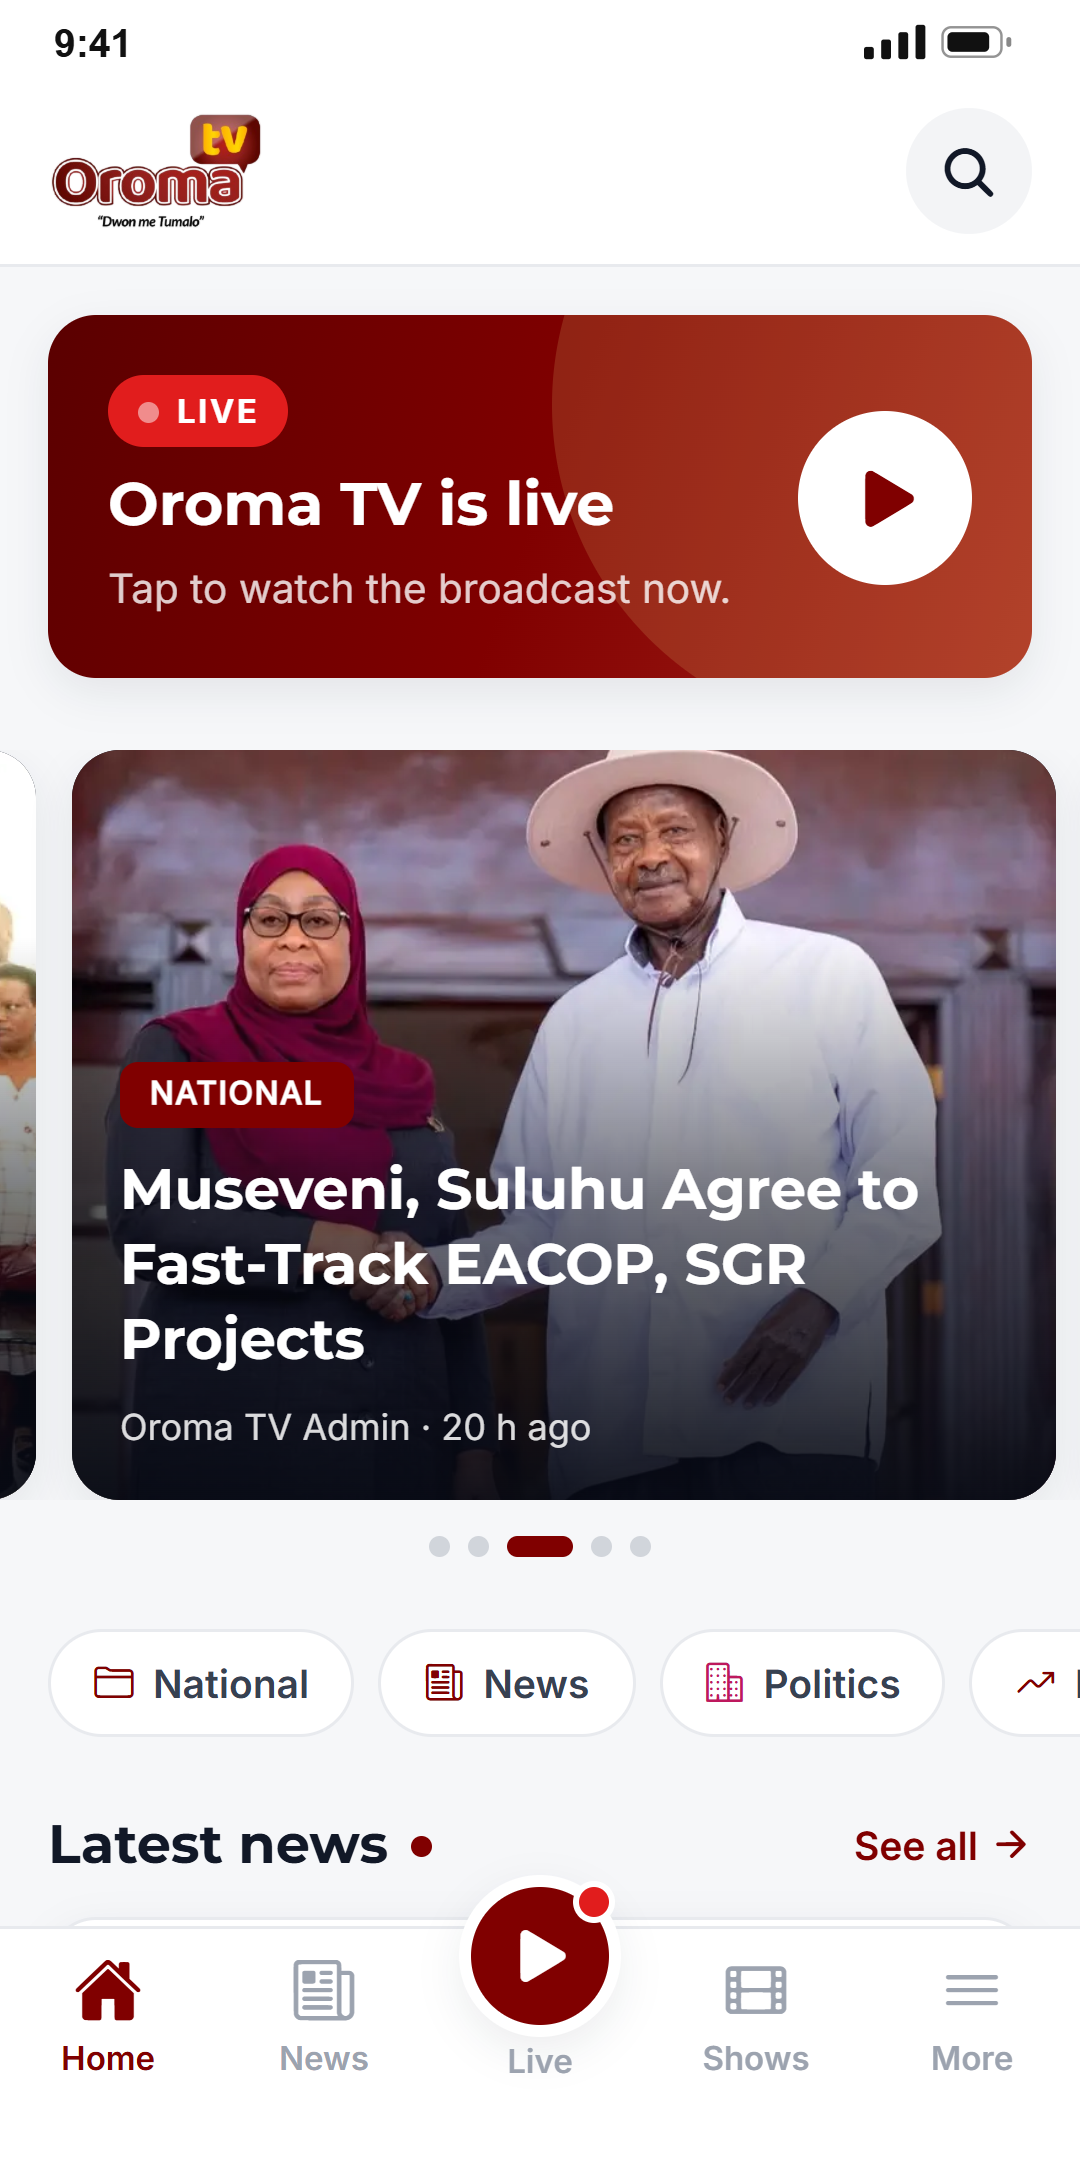 9:41
tv
Oroma
"Dwon me Tumalo"
LIVE
Oroma TV is live
Tap to watch the broadcast now.
NATIONAL
Museveni, Suluhu Agree to
Fast-Track EACOP, SGR
Projects
Oroma TV Admin · 20 h ago
National
News
Politics
Latest news
See all
Home
News
Live
Shows
More